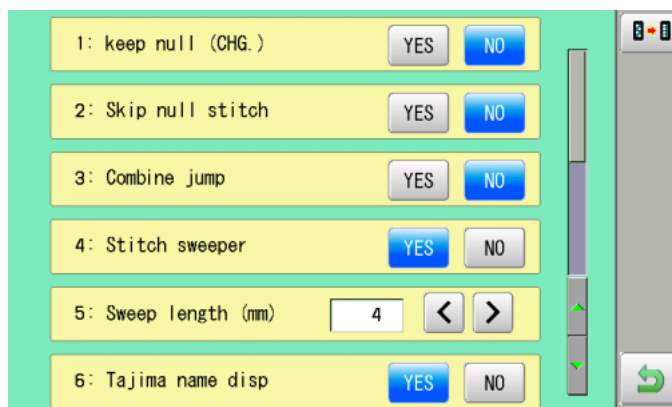 1: keep null (CHG.) YES NO
2: Skip null stitch YES NO
3: Combine jump YES NO
4: Stitch sweeper YES NO
5: Sweep length (mm) 4 < >
6: Tajima name disp YES NO